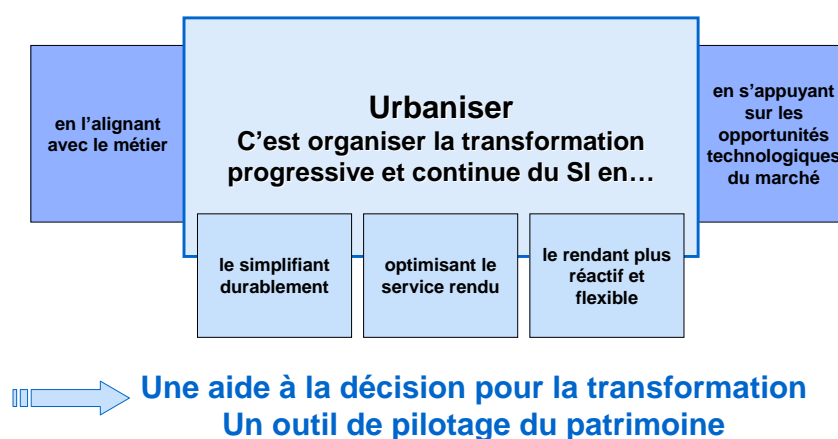 Urbaniser
C’est organiser la transformation
progressive et continue du SI en…
en l’alignant
avec le métier
en s’appuyant
sur les
opportunités
technologiques
du marché
le simplifiant
durablement
optimisant le
service rendu
le rendant plus
réactif et
flexible
Une aide à la décision pour la transformation
Un outil de pilotage du patrimoine